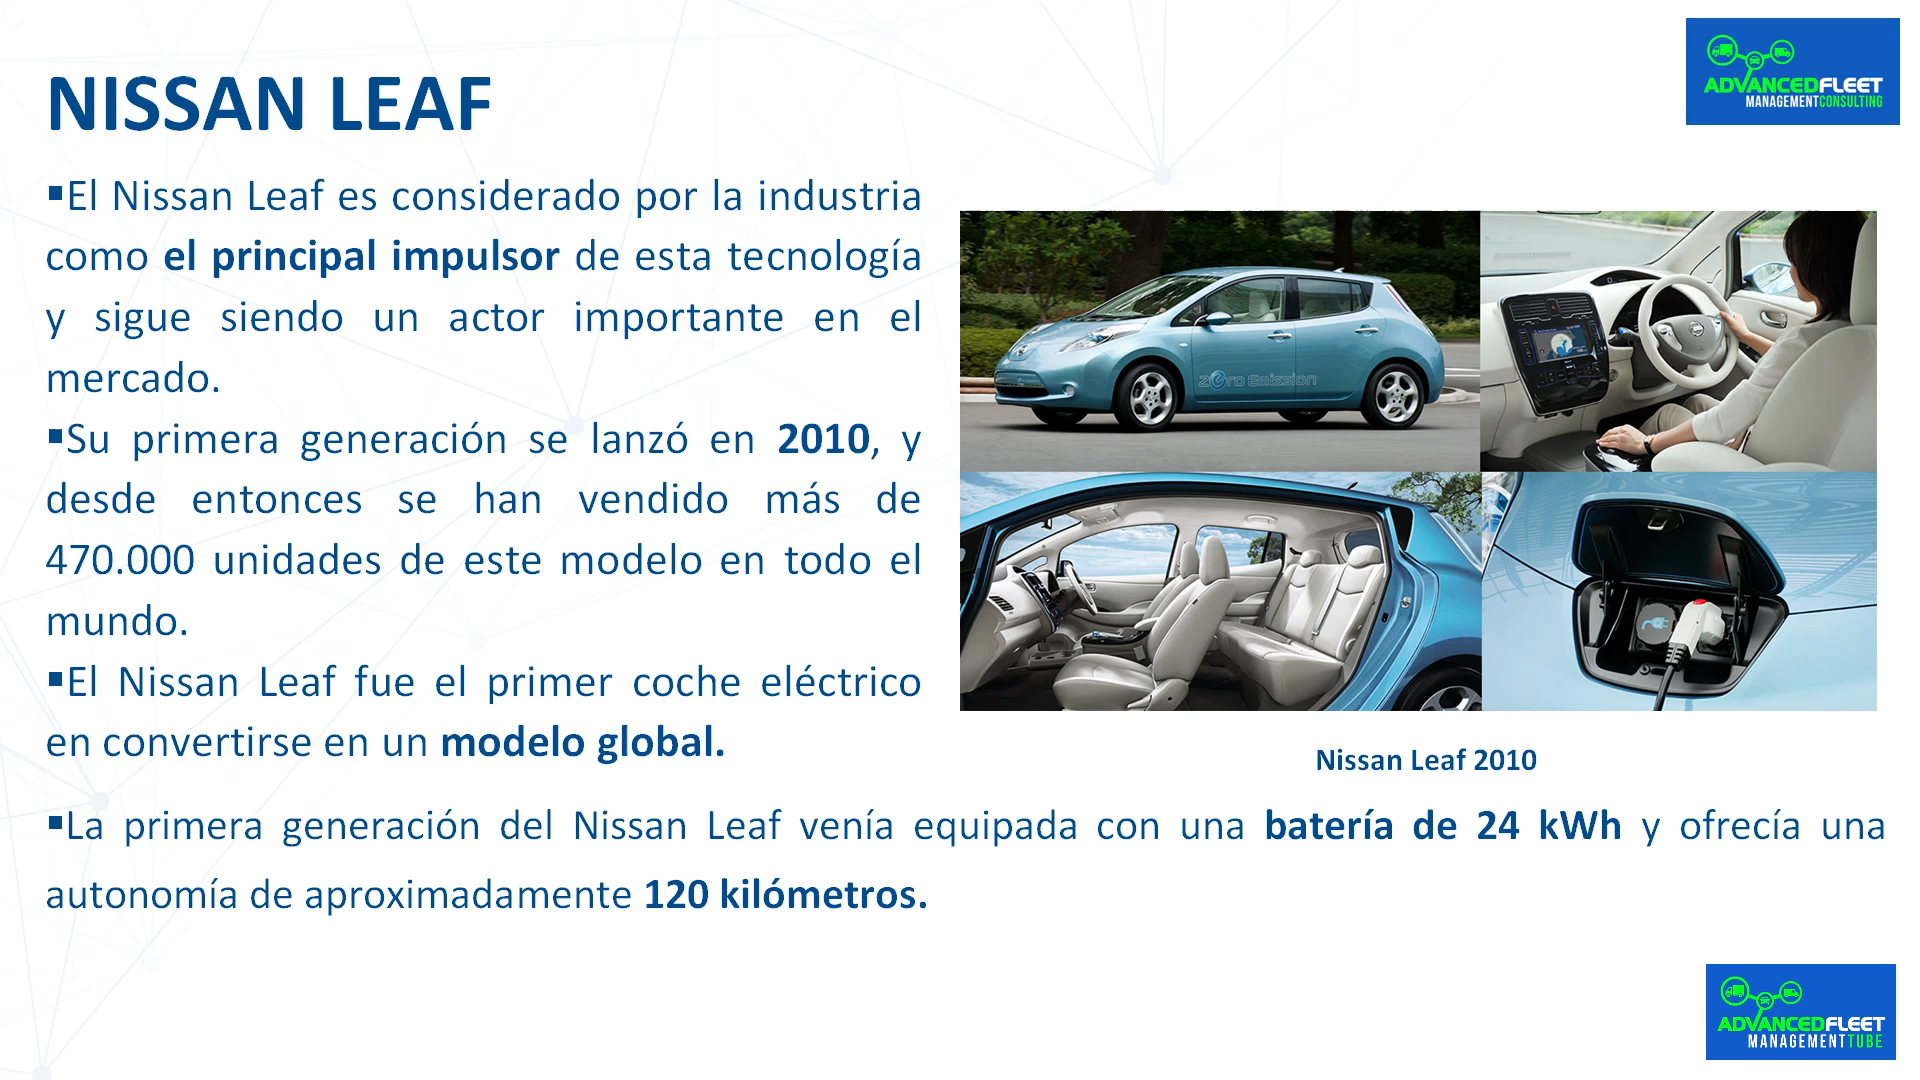 NISSAN LEAF
ADVANCEDFLEET
MANAGEMENTCONSULTING
▪El Nissan Leaf es considerado por la industria
como el principal impulsor de esta tecnología
y sigue siendo un actor importante en el
mercado.
▪Su primera generación se lanzó en 2010, y
desde entonces se han vendido más de
470.000 unidades de este modelo en todo el
mundo.
▪El Nissan Leaf fue el primer coche eléctrico
en convertirse en un modelo global.
zero Emission
Nissan Leaf 2010
▪La primera generación del Nissan Leaf venía equipada con una batería de 24 kWh y ofrecía una
autonomía de aproximadamente 120 kilómetros.
ADVANCEDFLEET
MANAGEMENTTUBE